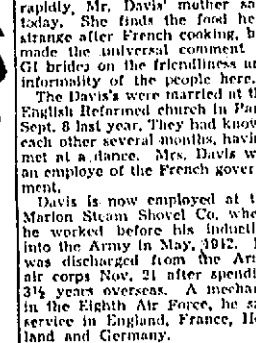 rapidly, Mr. Davis' mother sa
today. She finds the food he
strange after French cooking, b
made the universal comment
GI brides on the friendliness an
informality of the people here.
The Davis's were married at th
English Reformed church in Par
Sept. 8 last year. They had know
each other several months, havin
met at a dance. Mrs. Davis w
an employe of the French gover
ment.
Davis is now employed at t
Marion Steam Shovel Co. whe
he worked before his inducti
into the Army in May, 1942.
was discharged from the Ar
air corps Nov. 21 after spendi
3½ years overseas. A mechan
in the Eighth Air Force, he sa
service in England, France, H
land and Germany.